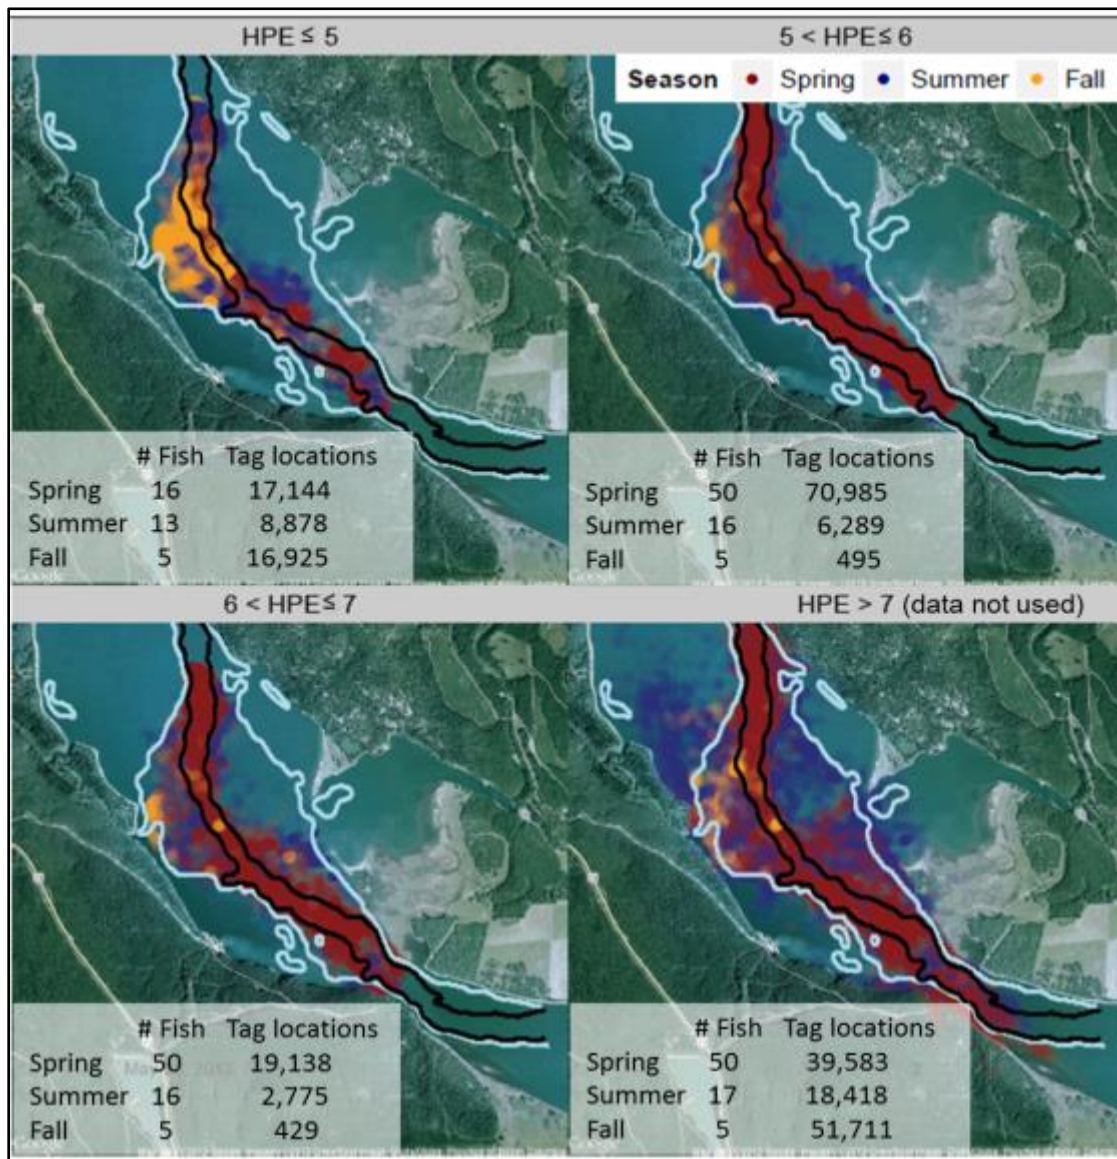 HPE ≤ 5
5 < HPE ≤ 6
Season Spring Summer Fall
# Fish Tag locations
Spring 16 17,144
Summer 13 8,878
Fall 5 16,925
# Fish Tag locations
Spring 50 70,985
Summer 16 6,289
Fall 5 495
6 < HPE ≤ 7
HPE > 7 (data not used)
# Fish Tag locations
Spring 50 19,138
Summer 16 2,775
Fall 5 429
# Fish Tag locations
Spring 50 39,583
Summer 17 18,418
Fall 5 51,711